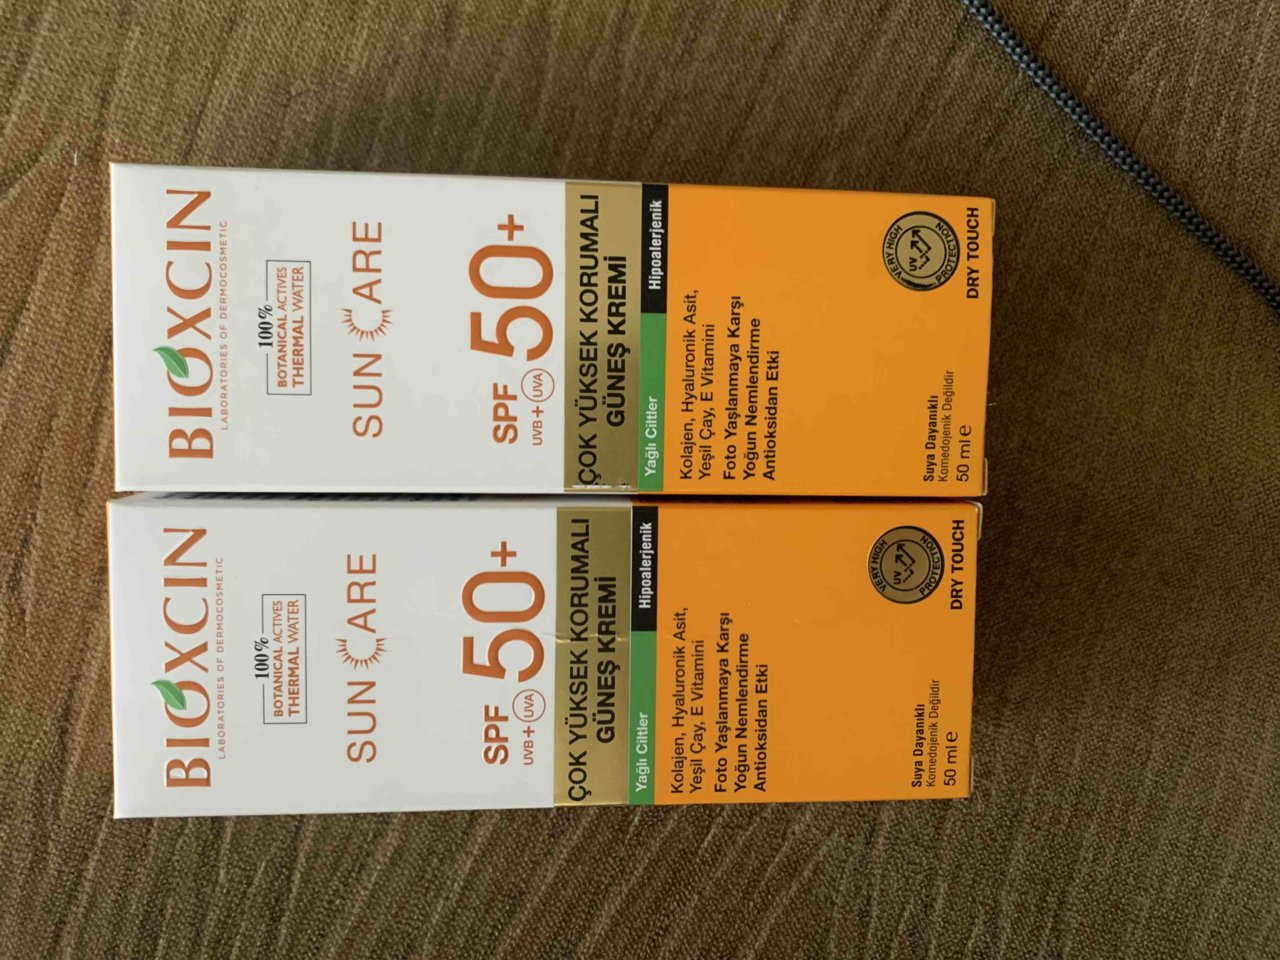 BIOXCIN
LABORATORIES OF DERMOCOSMETIC
100%
BOTANICAL ACTIVES
THERMAL WATER
SUN CARE
SPF 50+
UVB+ UVA
ÇOK YÜKSEK KORUMALI
GÜNEŞ KREMİ
Yağlı Ciltler Hipoalerjenik
Kolajen, Hyaluronik Asit,
Yeşil Çay, E Vitamini
Foto Yaşlanmaya Karşı
Yoğun Nemlendirme
Antioksidan Etki
VERY HIGH
UV
PROTECTION
Suya Dayanıklı
Komedojenik Değildir
50 ml e DRY TOUCH
BIOXCIN
LABORATORIES OF DERMOCOSMETIC
100%
BOTANICAL ACTIVES
THERMAL WATER
SUN CARE
SPF 50+
UVB+ UVA
ÇOK YÜKSEK KORUMALI
GÜNEŞ KREMİ
Yağlı Ciltler Hipoalerjenik
Kolajen, Hyaluronik Asit,
Yeşil Çay, E Vitamini
Foto Yaşlanmaya Karşı
Yoğun Nemlendirme
Antioksidan Etki
VERY HIGH
UV
PROTECTION
Suya Dayanıklı
Komedojenik Değildir
50 ml e DRY TOUCH